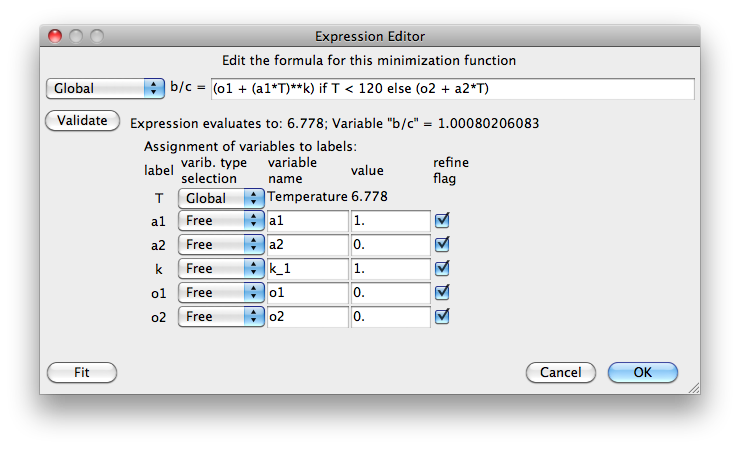 Expression Editor
Edit the formula for this minimization function
Global b/c = (o1 + (a1*T)**k) if T < 120 else (o2 + a2*T)
Validate Expression evaluates to: 6.778; Variable "b/c" = 1.00080206083
Assignment of variables to labels:
label varib. type selection variable name value refine flag
T Global Temperature 6.778
a1 Free a1 1.
a2 Free a2 0.
k Free k_1 1.
o1 Free o1 0.
o2 Free o2 0.
Fit Cancel OK